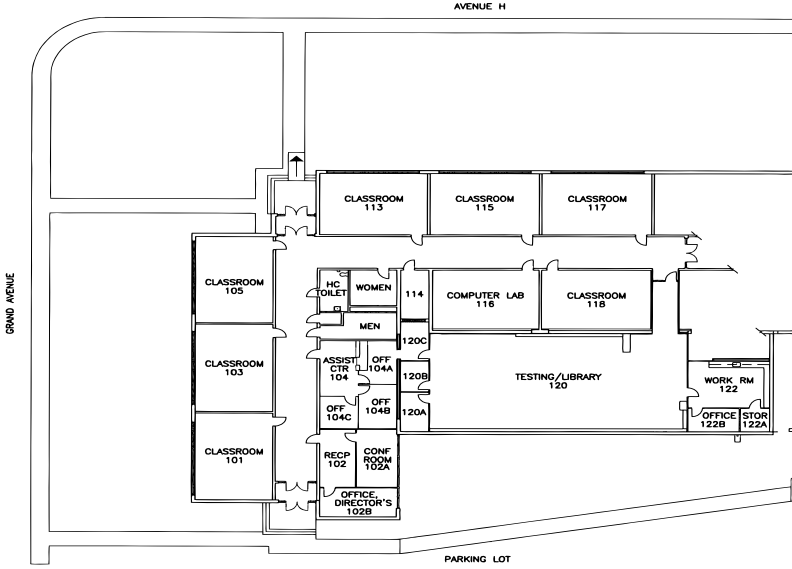 AVENUE H
GRAND AVENUE
CLASSROOM
113
CLASSROOM
115
CLASSROOM
117
CLASSROOM
105
HC
TOILET
WOMEN
114
COMPUTER LAB
116
CLASSROOM
118
MEN
120C
CLASSROOM
103
ASSIST
CTR
104
OFF
104A
120B
TESTING/LIBRARY
120
WORK RM
122
OFF
104C
OFF
104B
120A
OFFICE
122B
STOR
122A
CLASSROOM
101
RECP
102
CONF
ROOM
102A
OFFICE,
DIRECTOR'S
102B
PARKING LOT